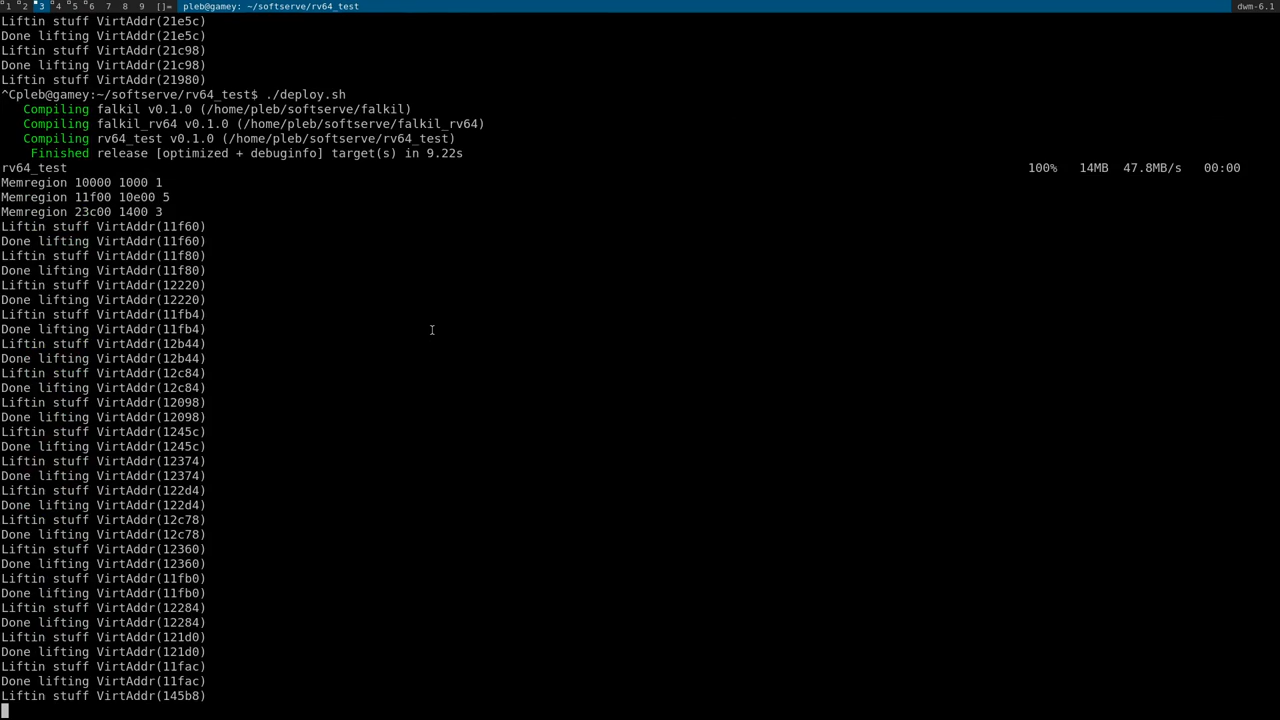 1 2 3 4 5 6 7 8 9 []= pleb@gamey: ~/softserve/rv64_test dwm-6.1
Liftin stuff VirtAddr(21e5c)
Done lifting VirtAddr(21e5c)
Liftin stuff VirtAddr(21c98)
Done lifting VirtAddr(21c98)
Liftin stuff VirtAddr(21980)
^Cpleb@gamey:~/softserve/rv64_test$ ./deploy.sh
Compiling falkil v0.1.0 (/home/pleb/softserve/falkil)
Compiling falkil_rv64 v0.1.0 (/home/pleb/softserve/falkil_rv64)
Compiling rv64_test v0.1.0 (/home/pleb/softserve/rv64_test)
Finished release [optimized + debuginfo] target(s) in 9.22s
rv64_test 100% 14MB 47.8MB/s 00:00
Memregion 10000 1000 1
Memregion 11f00 10e00 5
Memregion 23c00 1400 3
Liftin stuff VirtAddr(11f60)
Done lifting VirtAddr(11f60)
Liftin stuff VirtAddr(11f80)
Done lifting VirtAddr(11f80)
Liftin stuff VirtAddr(12220)
Done lifting VirtAddr(12220)
Liftin stuff VirtAddr(11fb4)
Done lifting VirtAddr(11fb4)
Liftin stuff VirtAddr(12b44)
Done lifting VirtAddr(12b44)
Liftin stuff VirtAddr(12c84)
Done lifting VirtAddr(12c84)
Liftin stuff VirtAddr(12098)
Done lifting VirtAddr(12098)
Liftin stuff VirtAddr(1245c)
Done lifting VirtAddr(1245c)
Liftin stuff VirtAddr(12374)
Done lifting VirtAddr(12374)
Liftin stuff VirtAddr(122d4)
Done lifting VirtAddr(122d4)
Liftin stuff VirtAddr(12c78)
Done lifting VirtAddr(12c78)
Liftin stuff VirtAddr(12360)
Done lifting VirtAddr(12360)
Liftin stuff VirtAddr(11fb0)
Done lifting VirtAddr(11fb0)
Liftin stuff VirtAddr(12284)
Done lifting VirtAddr(12284)
Liftin stuff VirtAddr(121d0)
Done lifting VirtAddr(121d0)
Liftin stuff VirtAddr(11fac)
Done lifting VirtAddr(11fac)
Liftin stuff VirtAddr(145b8)